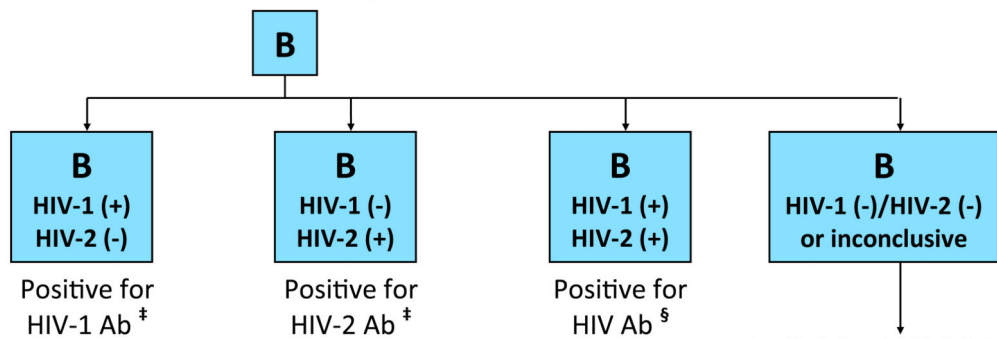 B
B
HIV-1 (+)
HIV-2 (-)
B
HIV-1 (-)
HIV-2 (+)
B
HIV-1 (+)
HIV-2 (+)
B
HIV-1 (-)/HIV-2 (-)
or inconclusive
Positive for
HIV-1 Ab ‡
Positive for
HIV-2 Ab ‡
Positive for
HIV Ab §